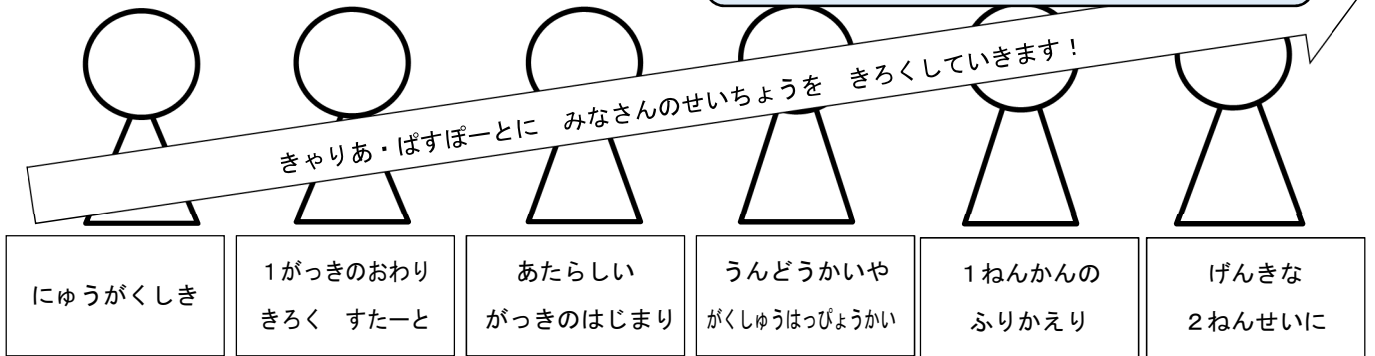 きゃりあ・ぱすぽーとに　みなさんのせいちょうを　きろくしていきます！
にゅうがくしき
１がっきのおわり
きろく　すたーと
あたらしい
がっきのはじまり
うんどうかいや
がくしゅうはっぴょうかい
１ねんかんの
ふりかえり
げんきな
２ねんせいに